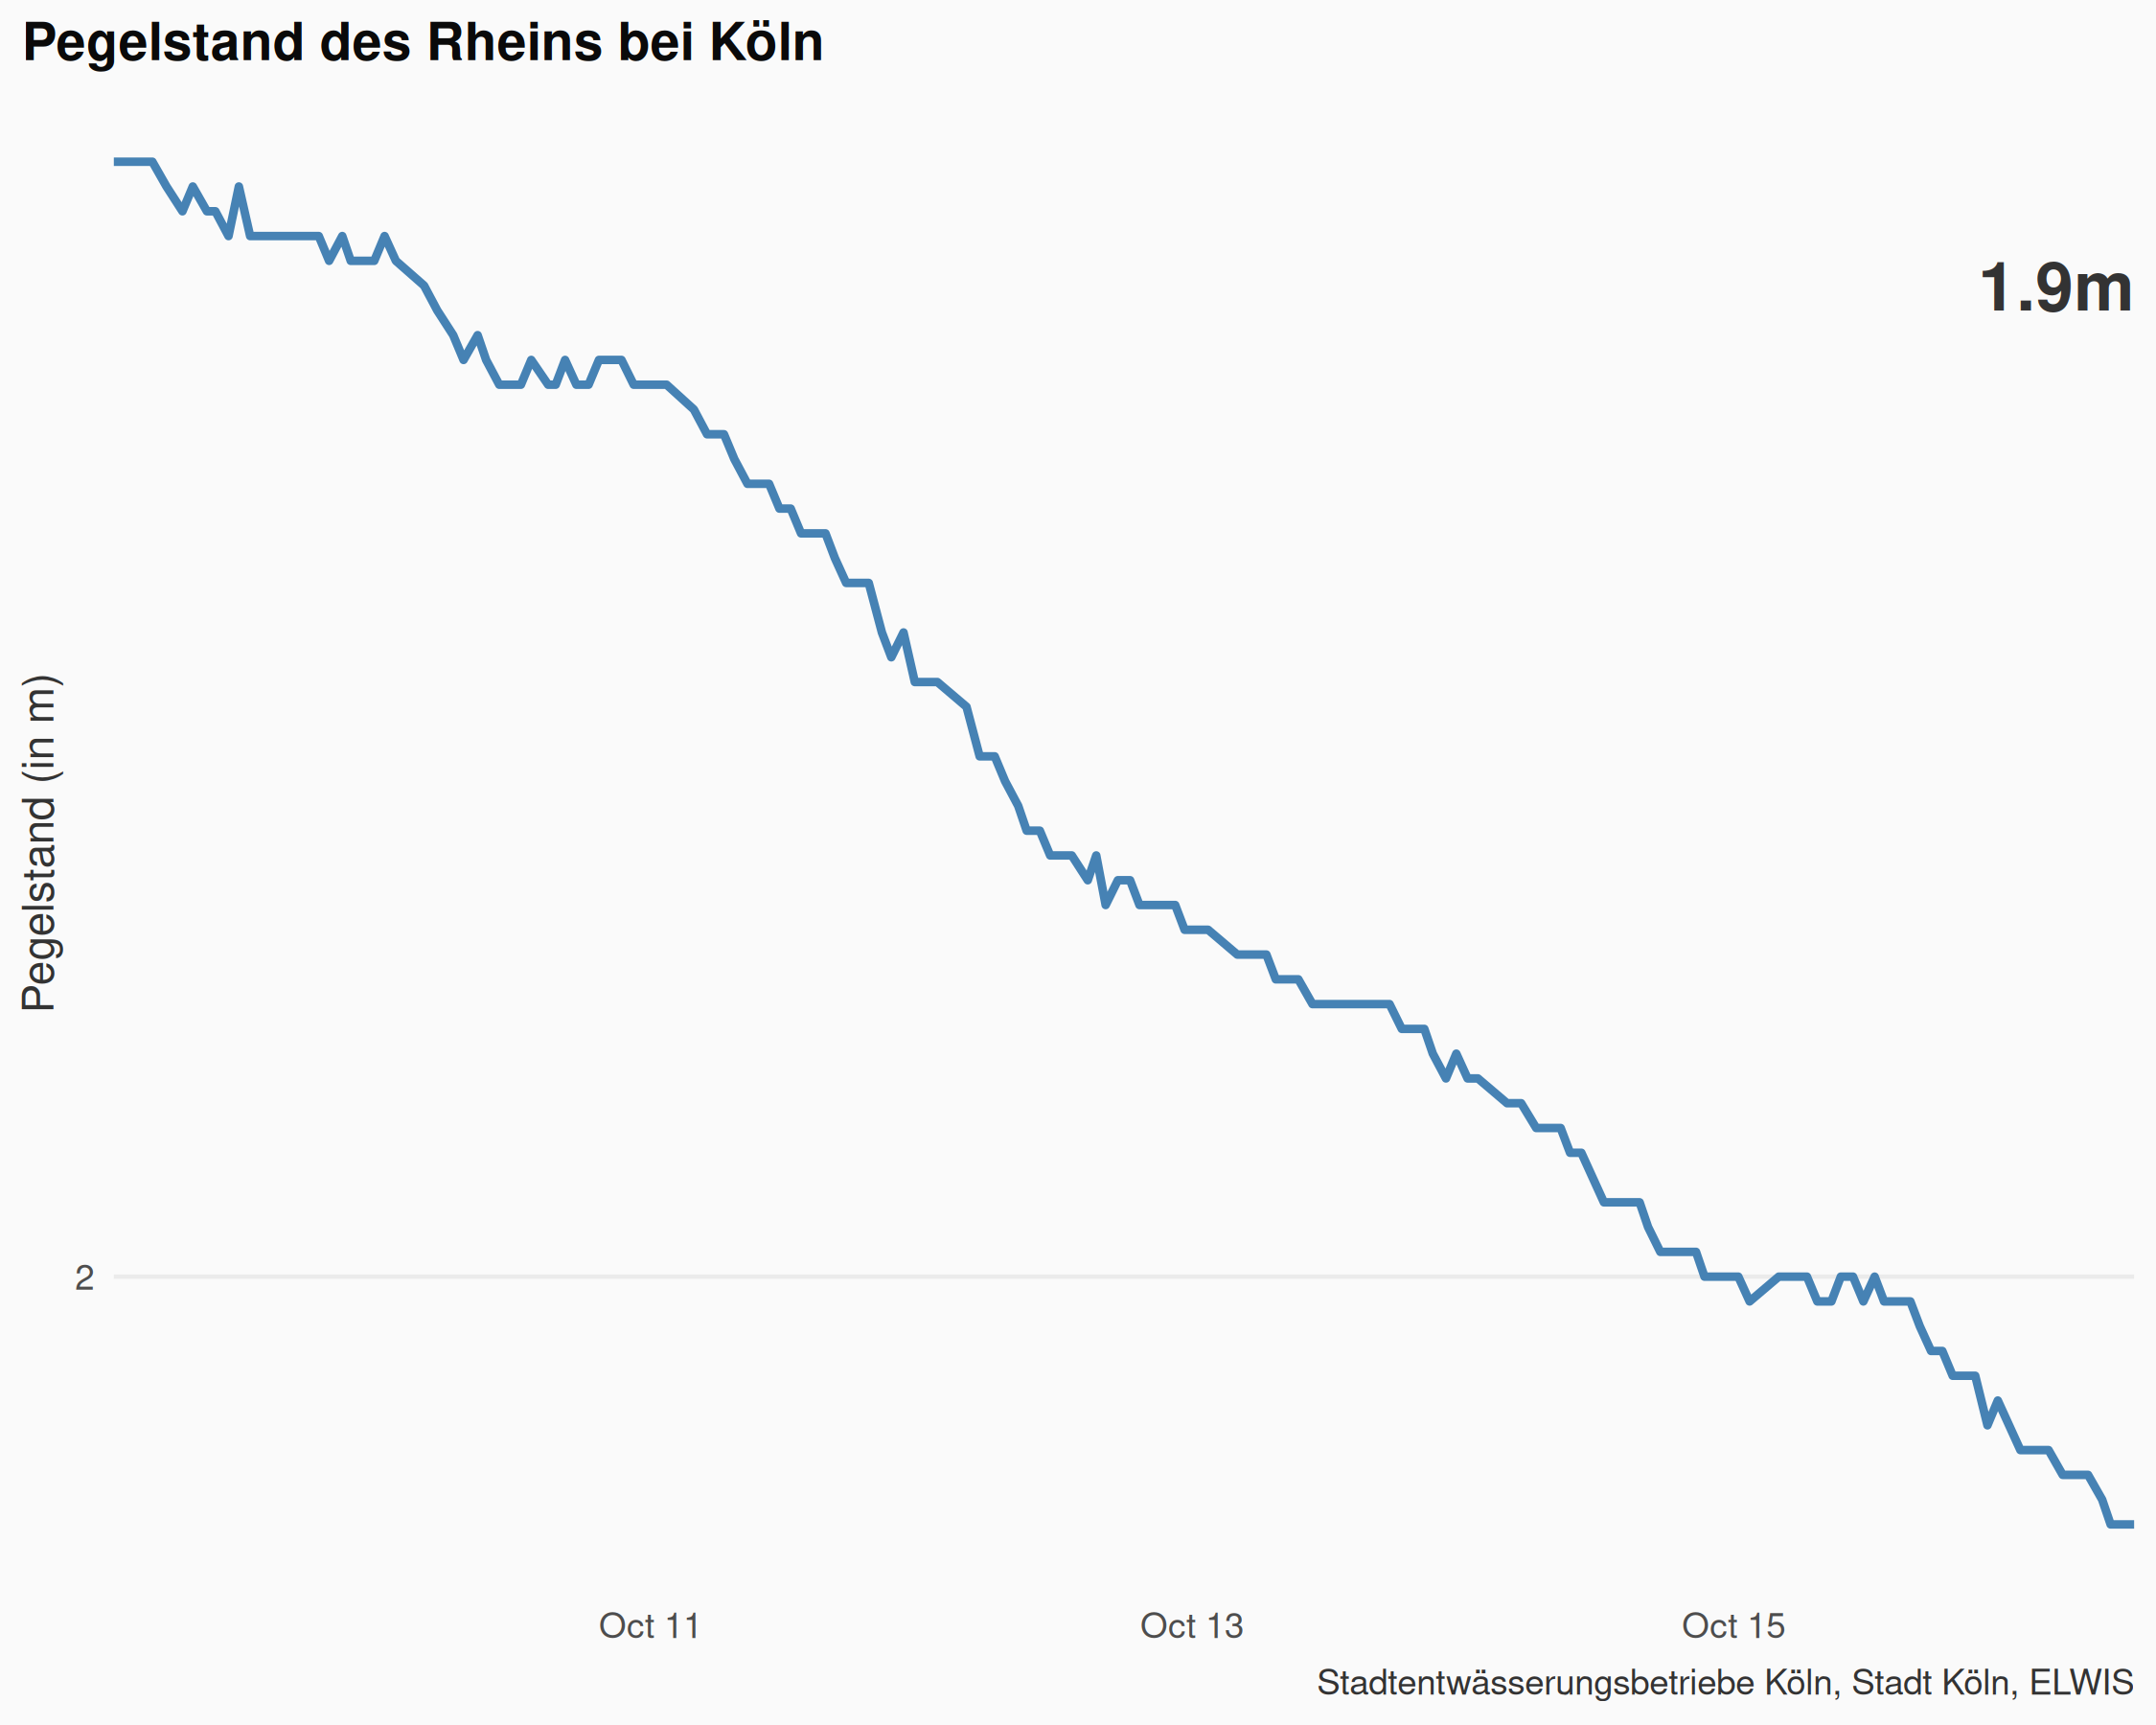 Pegelstand des Rheins bei Köln
1.9m
Pegelstand (in m)
2
Oct 11
Oct 13
Oct 15
Stadtentwässerungsbetriebe Köln, Stadt Köln, ELWIS